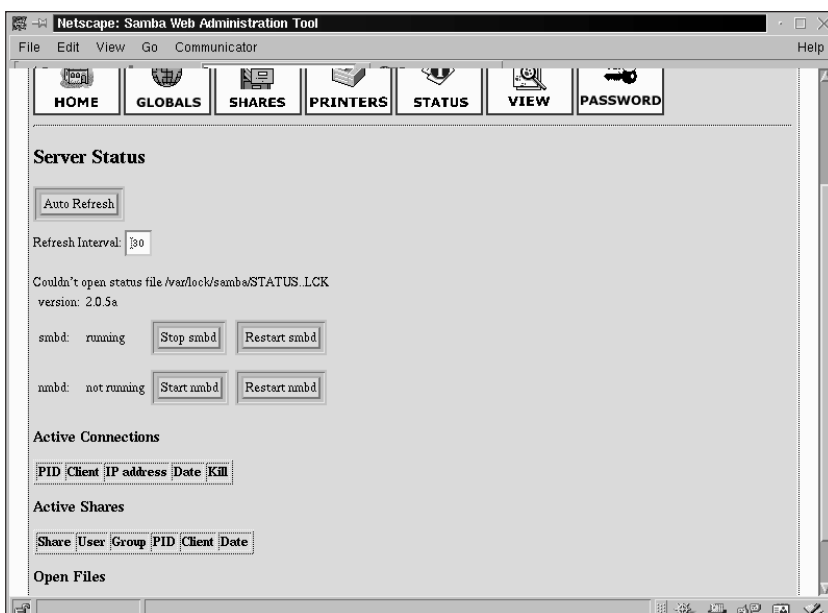 Netscape: Samba Web Administration Tool
File Edit View Go Communicator Help
HOME GLOBALS SHARES PRINTERS STATUS VIEW PASSWORD
Server Status
Auto Refresh
Refresh Interval: 30
Couldn't open status file /var/lock/samba/STATUS..LCK
version: 2.0.5a
smbd: running Stop smbd Restart smbd
nmbd: not running Start nmbd Restart nmbd
Active Connections
PID Client IP address Date Kill
Active Shares
Share User Group PID Client Date
Open Files